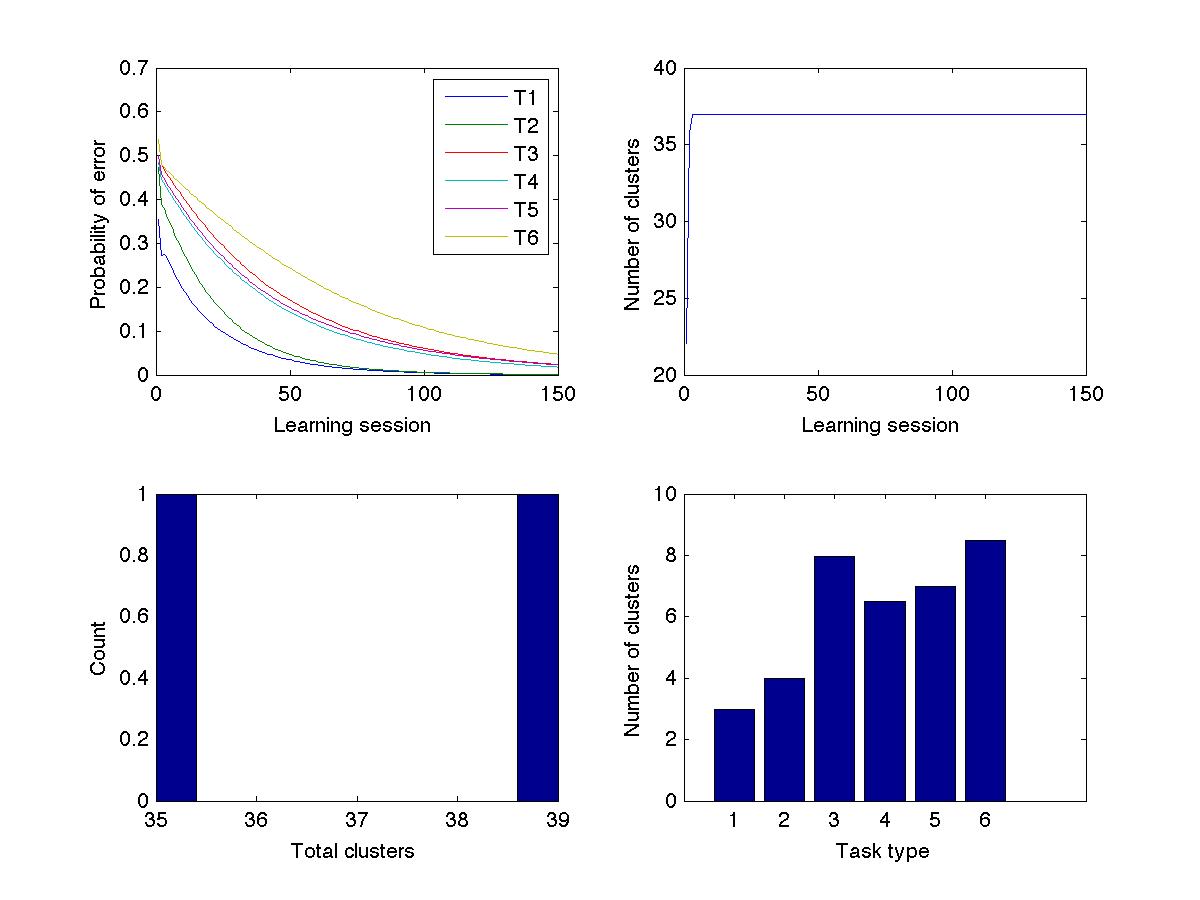 0.7
0.6
0.5
0.4
0.3
0.2
0.1
0
Probability of error
T1
T2
T3
T4
T5
T6
0 50 100 150
Learning session
40
35
30
25
20
Number of clusters
0 50 100 150
Learning session
1
0.8
0.6
0.4
0.2
0
Count
35 36 37 38 39
Total clusters
10
8
6
4
2
0
Number of clusters
1 2 3 4 5 6
Task type